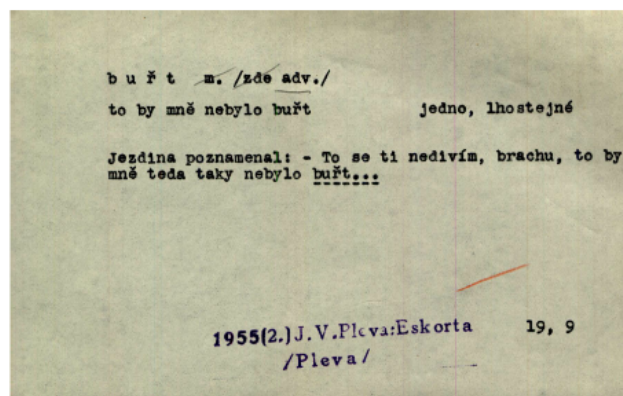 buřt m. /zde adv./
to by mně nebylo buřt jedno, lhostejné
Jezdina poznamenal: - To se ti nedivím, brachu, to by
mně teda taky nebylo buřt...
1955(2.)J.V.Pleva:Eskorta 19, 9
/Pleva/